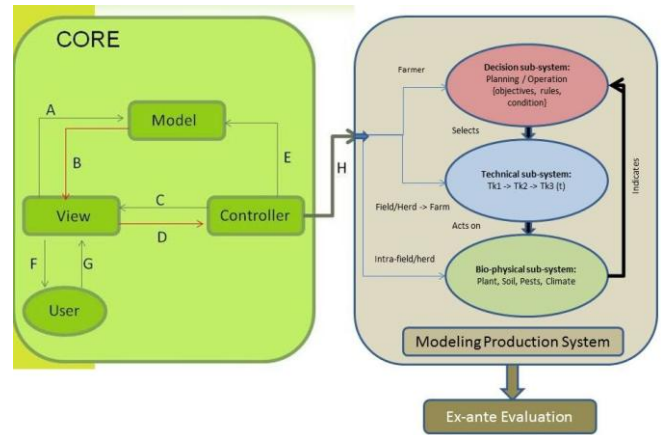 CORE
A
Model
B
E
H
C
View
Controller
D
F
G
User
Farmer
Decision sub-system:
Planning / Operation
{objectives, rules,
condition}
Selects
Technical sub-system:
Tk1 -> Tk2 -> Tk3 (t)
Field/Herd -> Farm
Acts on
Indicates
Intra-field/herd
Bio-physical sub-system:
Plant, Soil, Pests, Climate
Modeling Production System
Ex-ante Evaluation